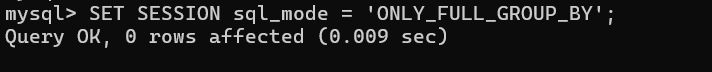 mysql> SET SESSION sql_mode = 'ONLY_FULL_GROUP_BY';
Query OK, 0 rows affected (0.009 sec)